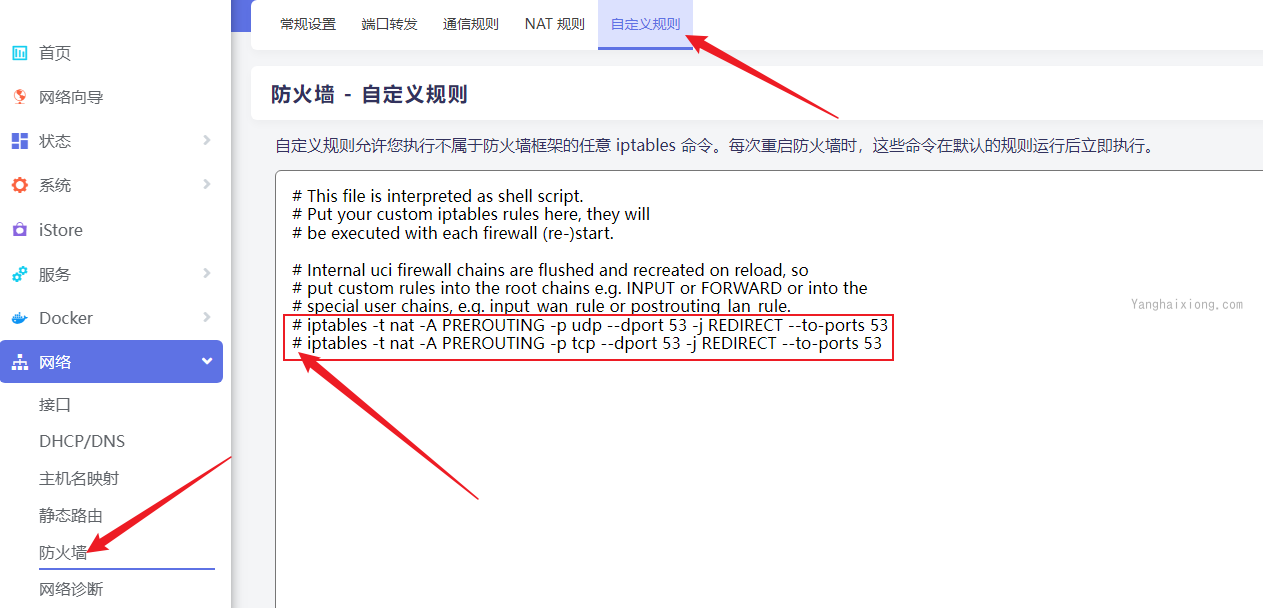 首页
网络向导
状态
系统
iStore
服务
Docker
网络
接口
DHCP/DNS
主机名映射
静态路由
防火墙
网络诊断
常规设置 端口转发 通信规则 NAT 规则 自定义规则
防火墙 - 自定义规则
自定义规则允许您执行不属于防火墙框架的任意 iptables 命令。每次重启防火墙时，这些命令在默认的规则运行后立即执行。
# This file is interpreted as shell script.
# Put your custom iptables rules here, they will
# be executed with each firewall (re-)start.
# Internal uci firewall chains are flushed and recreated on reload, so
# put custom rules into the root chains e.g. INPUT or FORWARD or into the
# special user chains, e.g. input_wan_rule or postrouting_lan_rule.
# iptables -t nat -A PREROUTING -p udp --dport 53 -j REDIRECT --to-ports 53
# iptables -t nat -A PREROUTING -p tcp --dport 53 -j REDIRECT --to-ports 53
Yanghaixiong.com